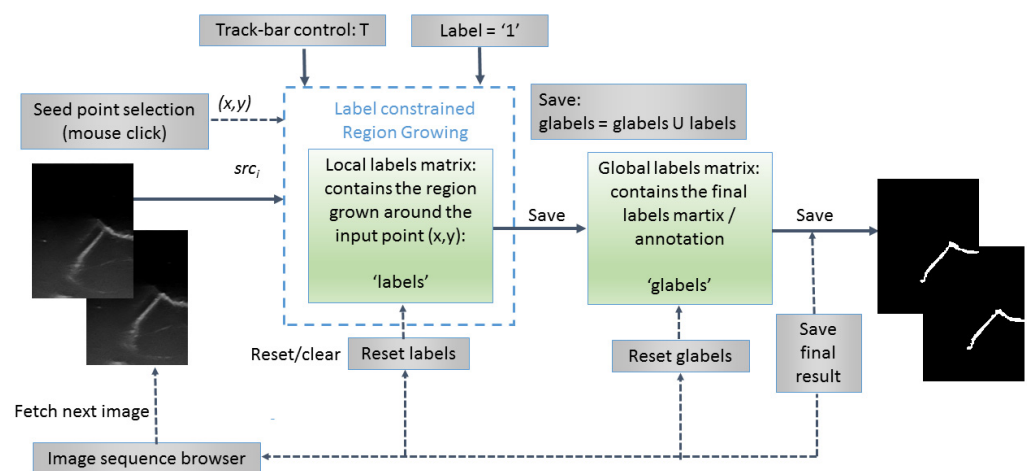 Track-bar control: T
Label = ‘1’
Seed point selection
(mouse click)
(x,y)
Label constrained
Region Growing
Save:
glabels = glabels U labels
src_i
Local labels matrix:
contains the region
grown around the
input point (x,y):
‘labels’
Save
Global labels matrix:
contains the final
labels martix /
annotation
‘glabels’
Save
Reset/clear
Reset labels
Reset glabels
Save
final
result
Fetch next image
Image sequence browser